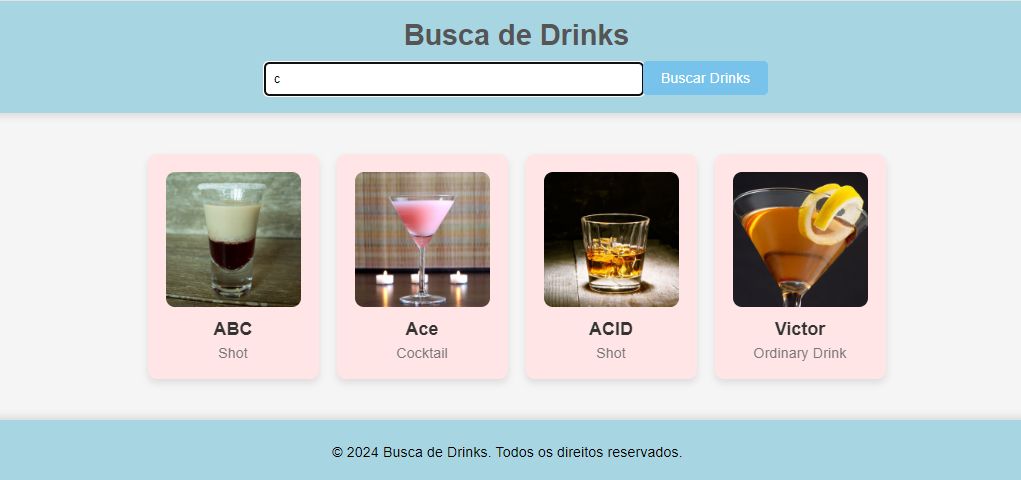 Busca de Drinks
c
Buscar Drinks
ABC
Shot
Ace
Cocktail
ACID
Shot
Victor
Ordinary Drink
© 2024 Busca de Drinks. Todos os direitos reservados.